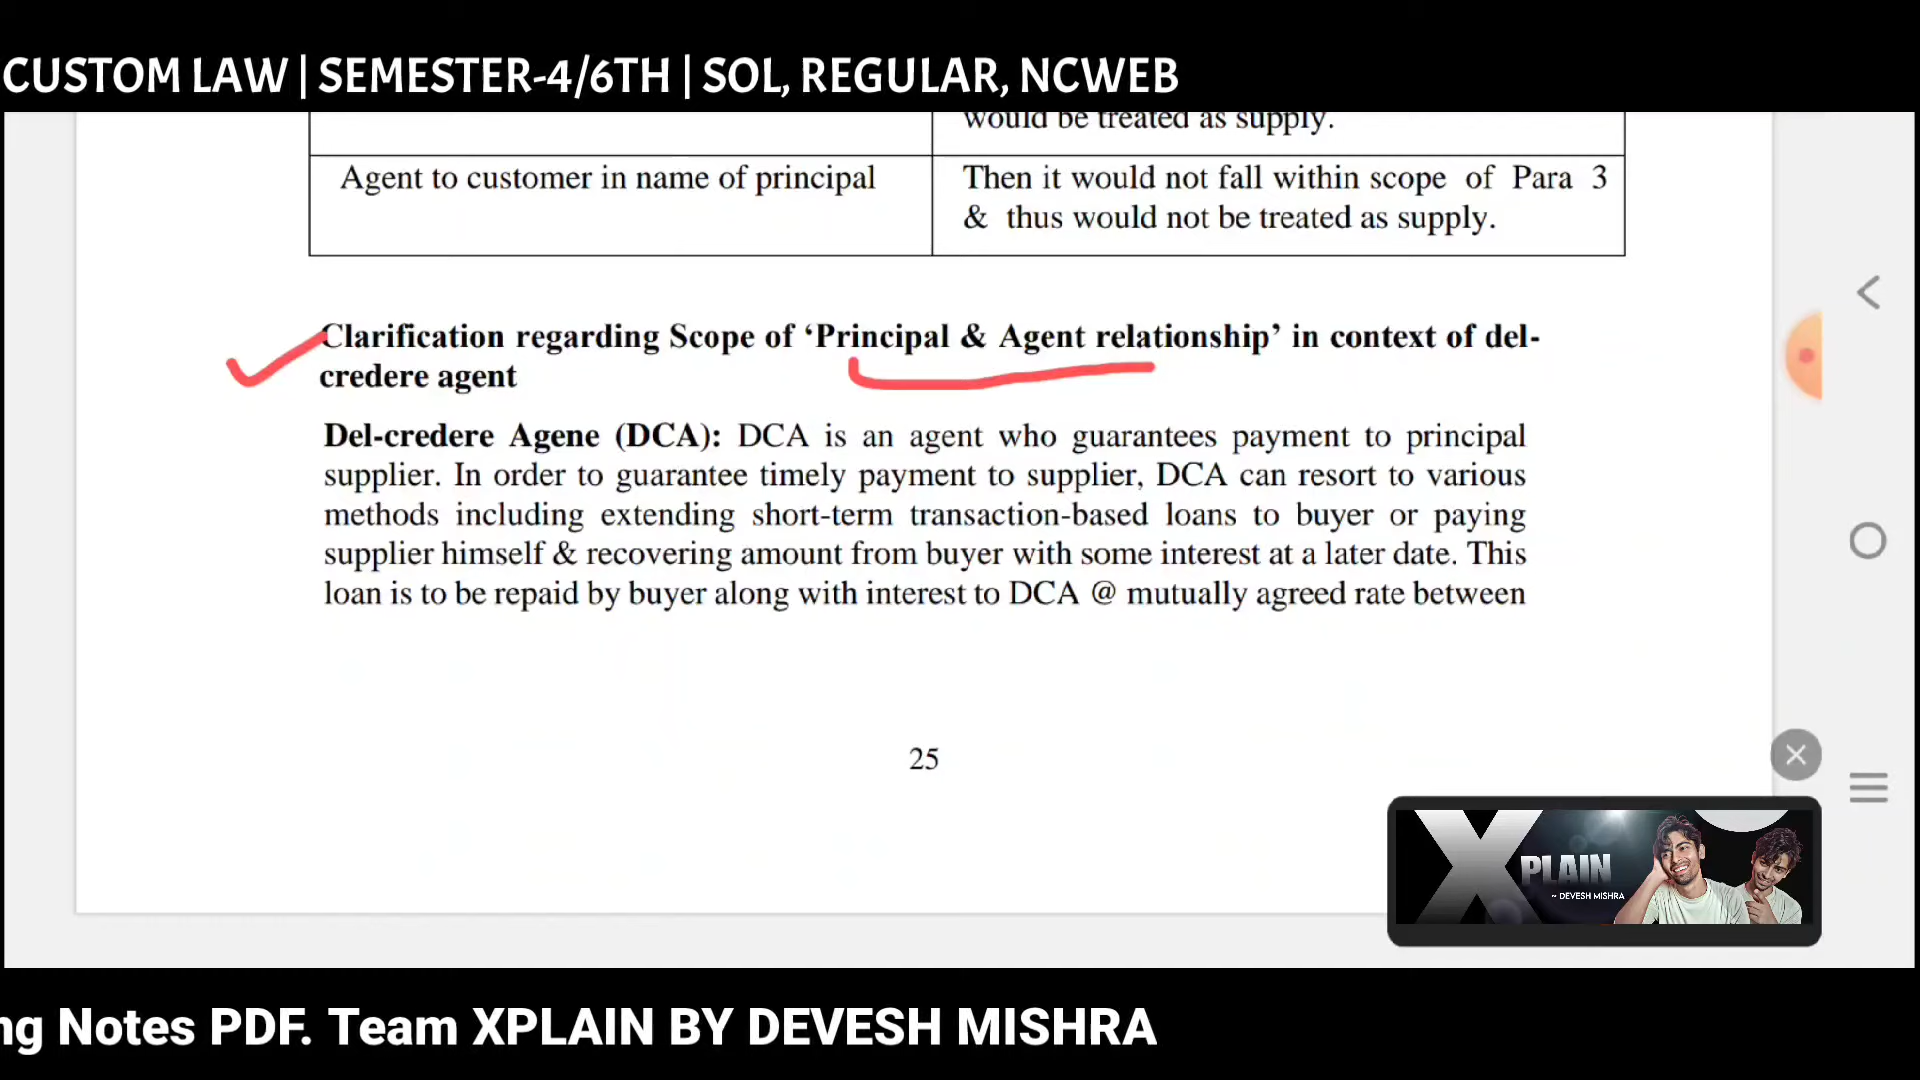 CUSTOM LAW | SEMESTER-4/6TH | SOL, REGULAR, NCWEB
would be treated as supply.
Agent to customer in name of principal
Then it would not fall within scope of Para 3
& thus would not be treated as supply.
Clarification regarding Scope of ‘Principal & Agent relationship’ in context of del-
credere agent
Del-credere Agene (DCA): DCA is an agent who guarantees payment to principal
supplier. In order to guarantee timely payment to supplier, DCA can resort to various
methods including extending short-term transaction-based loans to buyer or paying
supplier himself & recovering amount from buyer with some interest at a later date. This
loan is to be repaid by buyer along with interest to DCA @ mutually agreed rate between
25
XPLAIN
~ DEVESH MISHRA
ng Notes PDF. Team XPLAIN BY DEVESH MISHRA